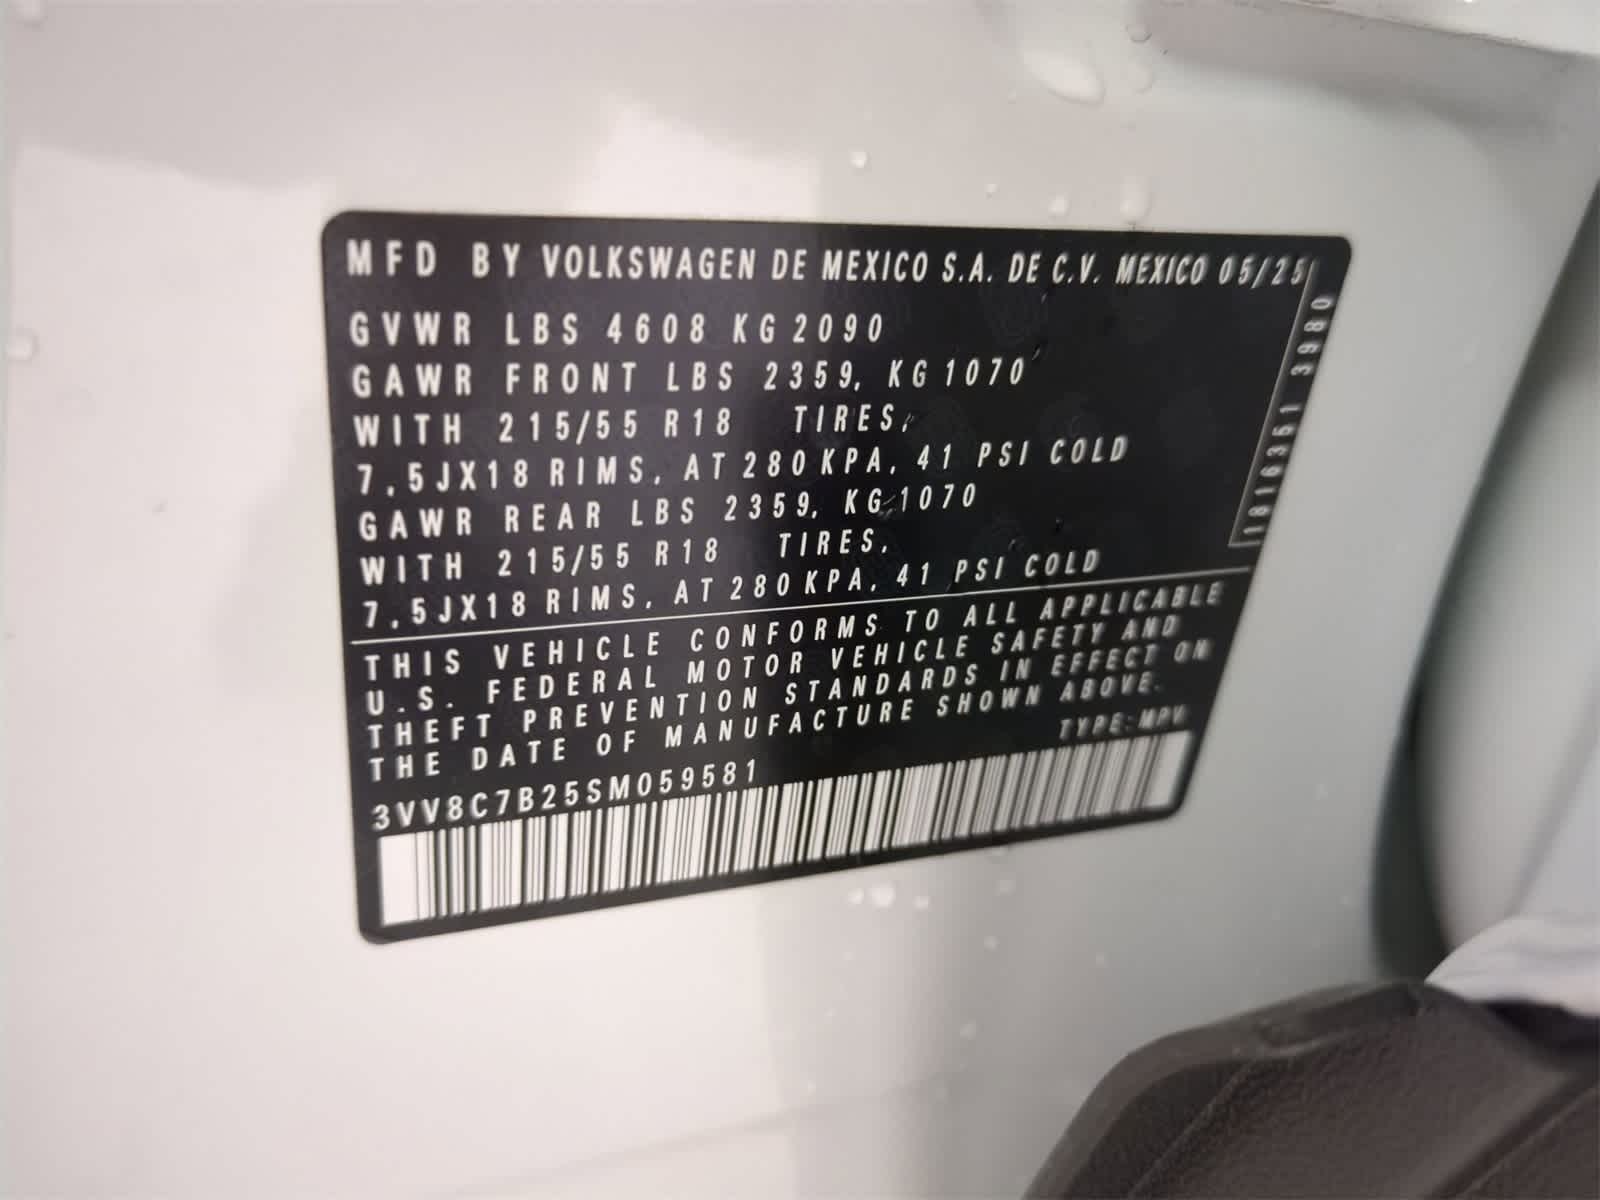 MFD BY VOLKSWAGEN DE MEXICO S.A. DE C.V. MEXICO 05/25
GVWR LBS 4608 KG 2090
GAWR FRONT LBS 2359, KG 1070
WITH 215/55 R18 TIRES,
7,5JX18 RIMS, AT 280 KPA, 41 PSI COLD
GAWR REAR LBS 2359, KG 1070
WITH 215/55 R18 TIRES,
7,5JX18 RIMS, AT 280 KPA, 41 PSI COLD
1816351 3980
THIS VEHICLE CONFORMS TO ALL APPLICABLE
U.S. FEDERAL MOTOR VEHICLE SAFETY AND
THEFT PREVENTION STANDARDS IN EFFECT ON
THE DATE OF MANUFACTURE SHOWN ABOVE.
TYPE: MPV
3VV8C7B25SM059581